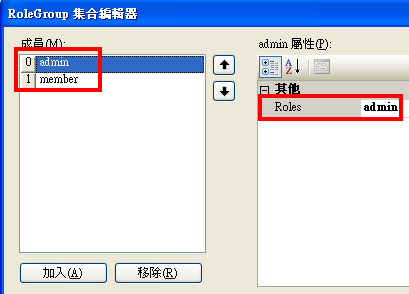 RoleGroup 集合編輯器
成員(M):
0 admin
1 member
加入(A)
移除(R)
admin 屬性(P):
A
Z
其他
Roles admin